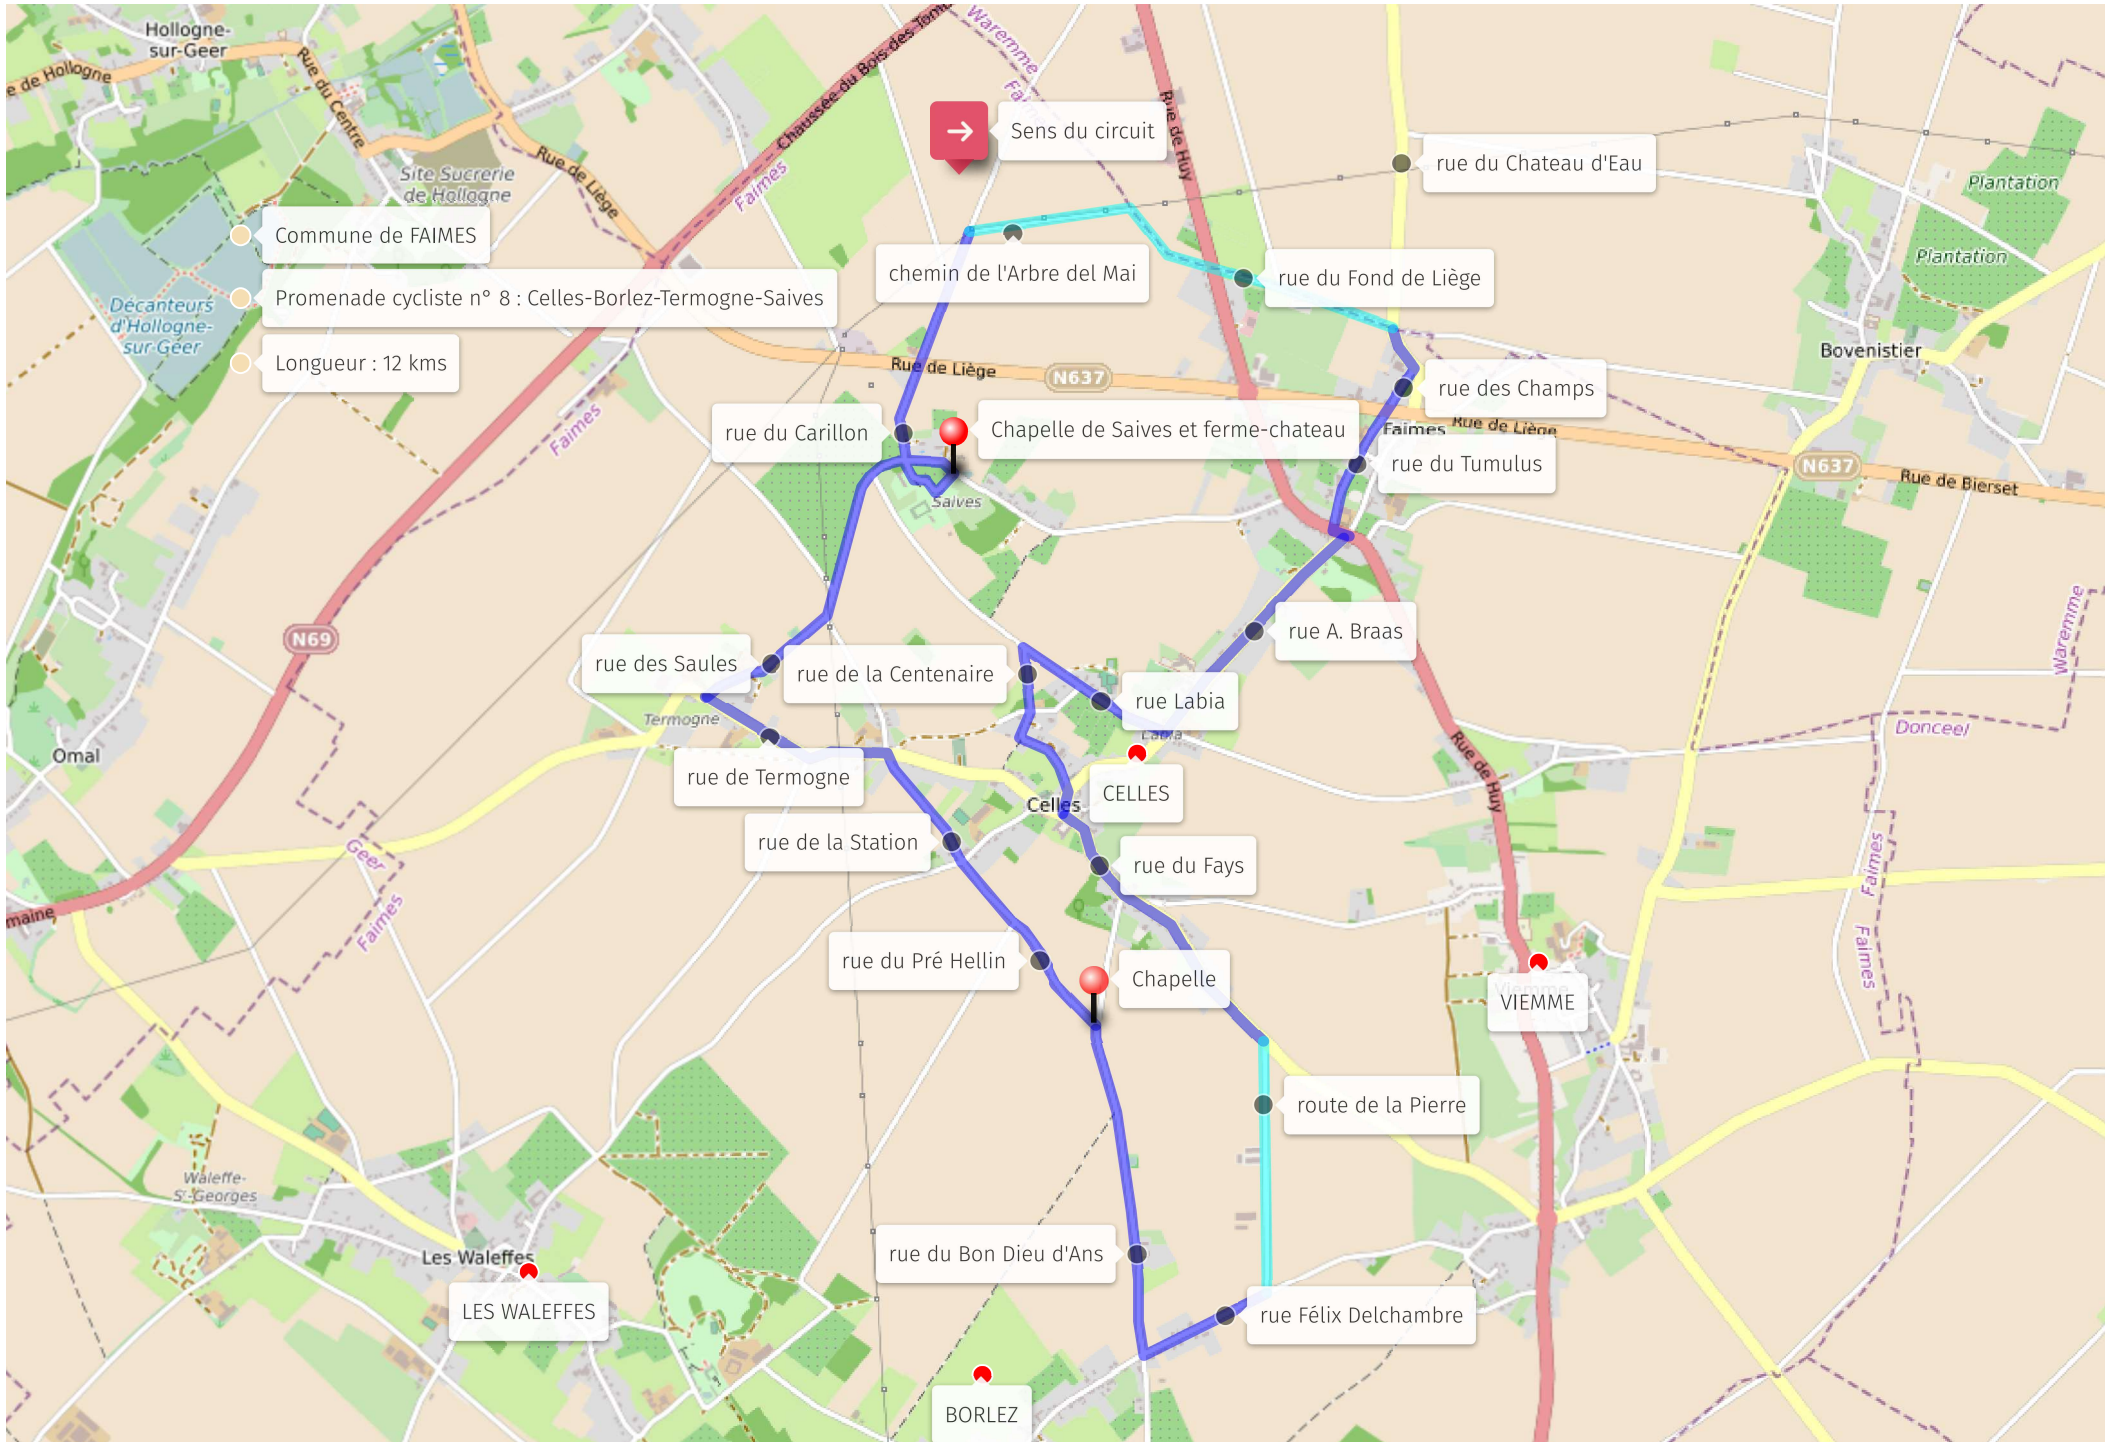 Hollogne-
sur-Geer
e de Hollogne
Rue du Centre
Chaussée du Bois des
Waremme
Rue de Huy
Sens du circuit
rue du Chateau d'Eau
Rue de Liège
Site Sucrerie
de Hollogne
Faimes
Plantation
Commune de FAIMES
Plantation
chemin de l'Arbre del Mai
rue du Fond de Liège
Promenade cycliste n° 8 : Celles-Borlez-Termogne-Saives
Décanteurs
d'Hollogne-
sur-Geer
Longueur : 12 kms
Bovenistier
Rue de Liège
N637
rue des Champs
Faimes
rue du Carillon
Chapelle de Saives et ferme-chateau
Faimes
Rue de Liège
rue du Tumulus
N637
Rue de Bierset
Saives
N69
rue A. Braas
Waremme
rue des Saules
rue de la Centenaire
rue Labia
Termogne
Labia
Donceel
Omal
rue de Termogne
CELLES
Rue de Huy
Celles
rue de la Station
Geer
rue du Fays
Faimes
maine
Faimes
Faimes
rue du Pré Hellin
Chapelle
Viemme
VIEMME
route de la Pierre
Waleffe-
St-Georges
Les Waleffes
rue du Bon Dieu d'Ans
LES WALEFFES
rue Félix Delchambre
BORLEZ